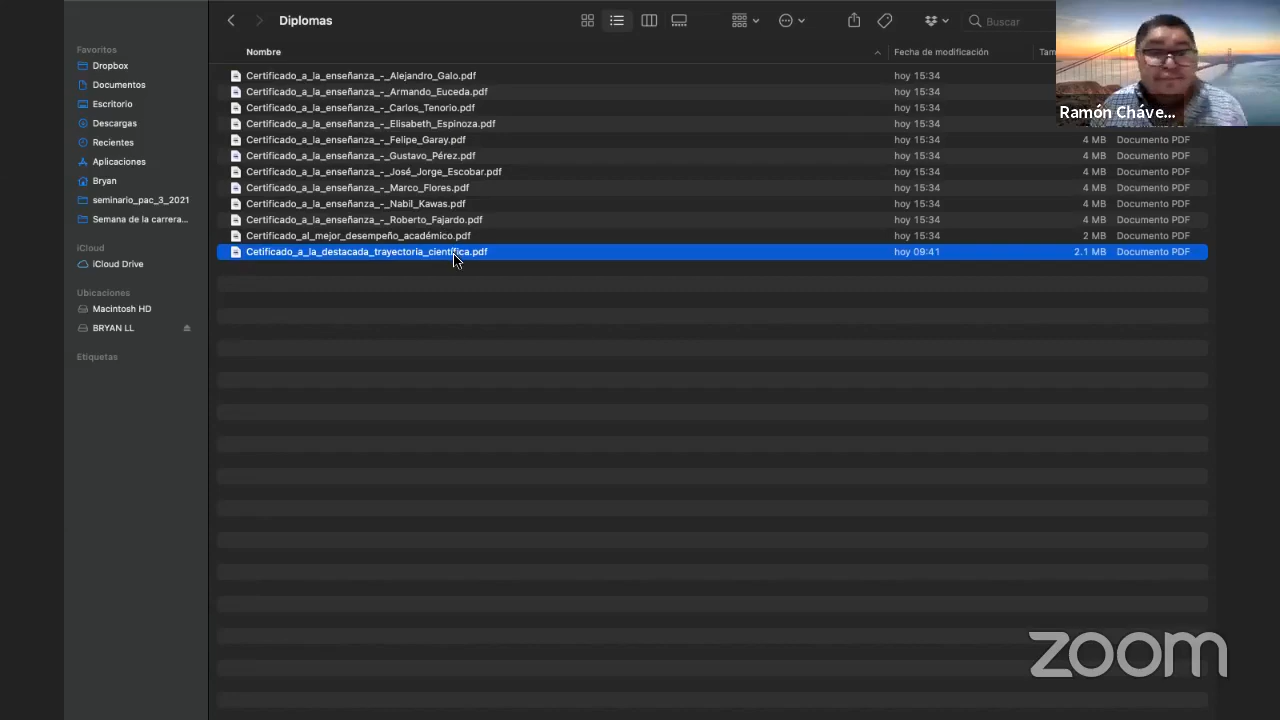 Diplomas
Buscar
Ramón Cháve...
Favoritos
Dropbox
Documentos
Escritorio
Descargas
Recientes
Aplicaciones
Bryan
seminario_pac_3_2021
Semana de la carrera...
iCloud
iCloud Drive
Ubicaciones
Macintosh HD
BRYAN LL
Etiquetas
Nombre Fecha de modificación Tam
Certificado_a_la_enseñanza_-_Alejandro_Galo.pdf hoy 15:34
Certificado_a_la_enseñanza_-_Armando_Euceda.pdf hoy 15:34
Certificado_a_la_enseñanza_-_Carlos_Tenorio.pdf hoy 15:34
Certificado_a_la_enseñanza_-_Elisabeth_Espinoza.pdf hoy 15:34
Certificado_a_la_enseñanza_-_Felipe_Garay.pdf hoy 15:34 4 MB Documento PDF
Certificado_a_la_enseñanza_-_Gustavo_Pérez.pdf hoy 15:34 4 MB Documento PDF
Certificado_a_la_enseñanza_-_José_Jorge_Escobar.pdf hoy 15:34 4 MB Documento PDF
Certificado_a_la_enseñanza_-_Marco_Flores.pdf hoy 15:34 4 MB Documento PDF
Certificado_a_la_enseñanza_-_Nabil_Kawas.pdf hoy 15:34 4 MB Documento PDF
Certificado_a_la_enseñanza_-_Roberto_Fajardo.pdf hoy 15:34 4 MB Documento PDF
Certificado_al_mejor_desempeño_académico.pdf hoy 15:34 2 MB Documento PDF
Cetificado_a_la_destacada_trayectoria_científica.pdf hoy 09:41 2.1 MB Documento PDF
zoom